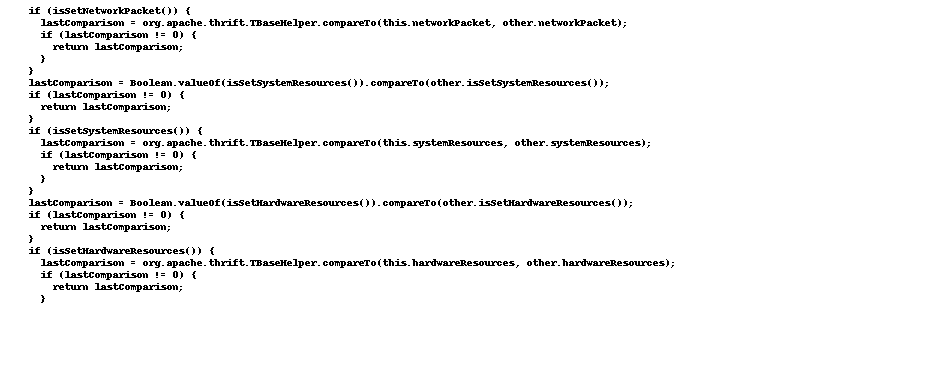 if (isSetNetworkPacket()) {
  lastComparison = org.apache.thrift.TBaseHelper.compareTo(this.networkPacket, other.networkPacket);
  if (lastComparison != 0) {
    return lastComparison;
  }
}
lastComparison = Boolean.valueOf(isSetSystemResources()).compareTo(other.isSetSystemResources());
if (lastComparison != 0) {
  return lastComparison;
}
if (isSetSystemResources()) {
  lastComparison = org.apache.thrift.TBaseHelper.compareTo(this.systemResources, other.systemResources);
  if (lastComparison != 0) {
    return lastComparison;
  }
}
lastComparison = Boolean.valueOf(isSetHardwareResources()).compareTo(other.isSetHardwareResources());
if (lastComparison != 0) {
  return lastComparison;
}
if (isSetHardwareResources()) {
  lastComparison = org.apache.thrift.TBaseHelper.compareTo(this.hardwareResources, other.hardwareResources);
  if (lastComparison != 0) {
    return lastComparison;
  }